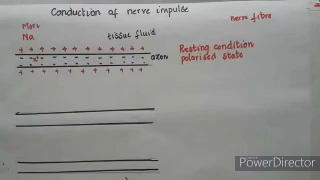 Conduction of nerve impulse
nerve fibre
More
Na
tissue fluid
+ + + + + + + + + + + +
- - - - - - - - - - - -
axon
+ + + + + + + + + + + +
Resting condition
polarised state
PowerDirector